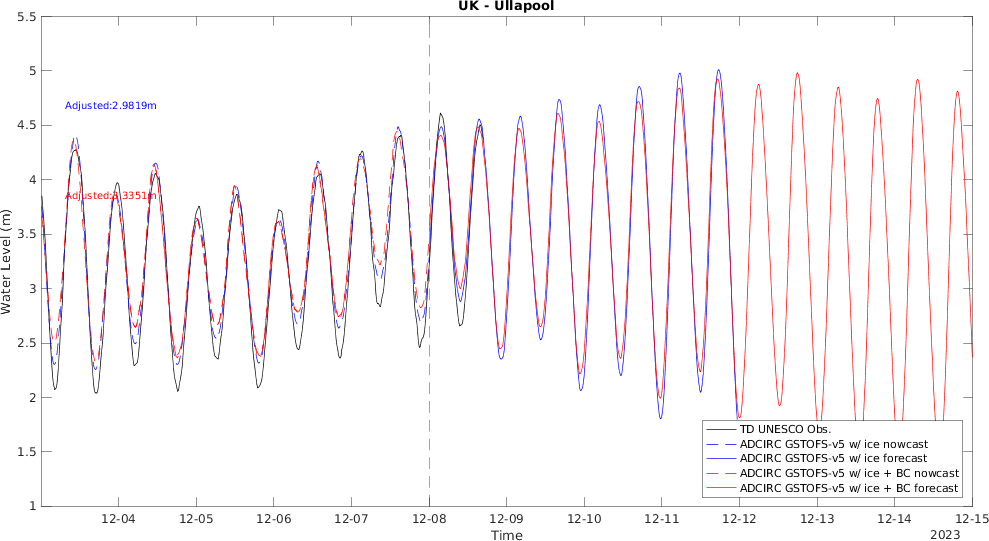 UK - Ullapool
5.5
5
4.5
4
3.5
3
2.5
2
1.5
1
Water Level (m)
Adjusted:2.9819m
Adjusted:3.3351m
TD UNESCO Obs.
ADCIRC GSTOFS-v5 w/ ice nowcast
ADCIRC GSTOFS-v5 w/ ice forecast
ADCIRC GSTOFS-v5 w/ ice + BC nowcast
ADCIRC GSTOFS-v5 w/ ice + BC forecast
12-04 12-05 12-06 12-07 12-08 12-09 12-10 12-11 12-12 12-13 12-14 12-15
Time
2023